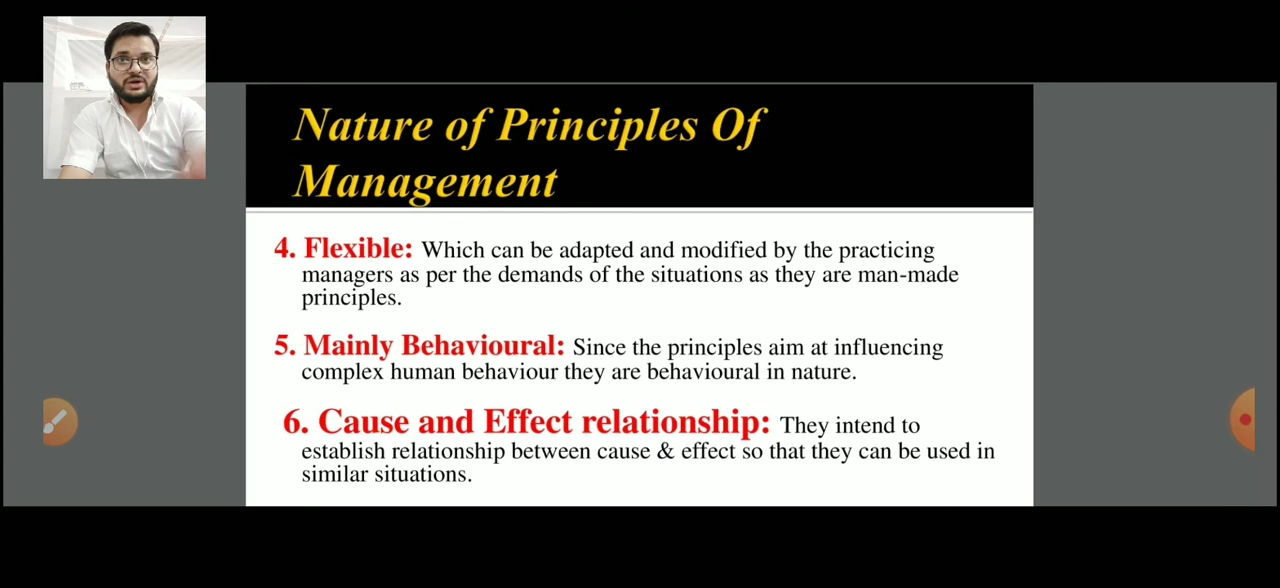 Nature of Principles Of
Management
4. Flexible: Which can be adapted and modified by the practicing
managers as per the demands of the situations as they are man-made
principles.
5. Mainly Behavioural: Since the principles aim at influencing
complex human behaviour they are behavioural in nature.
6. Cause and Effect relationship: They intend to
establish relationship between cause & effect so that they can be used in
similar situations.